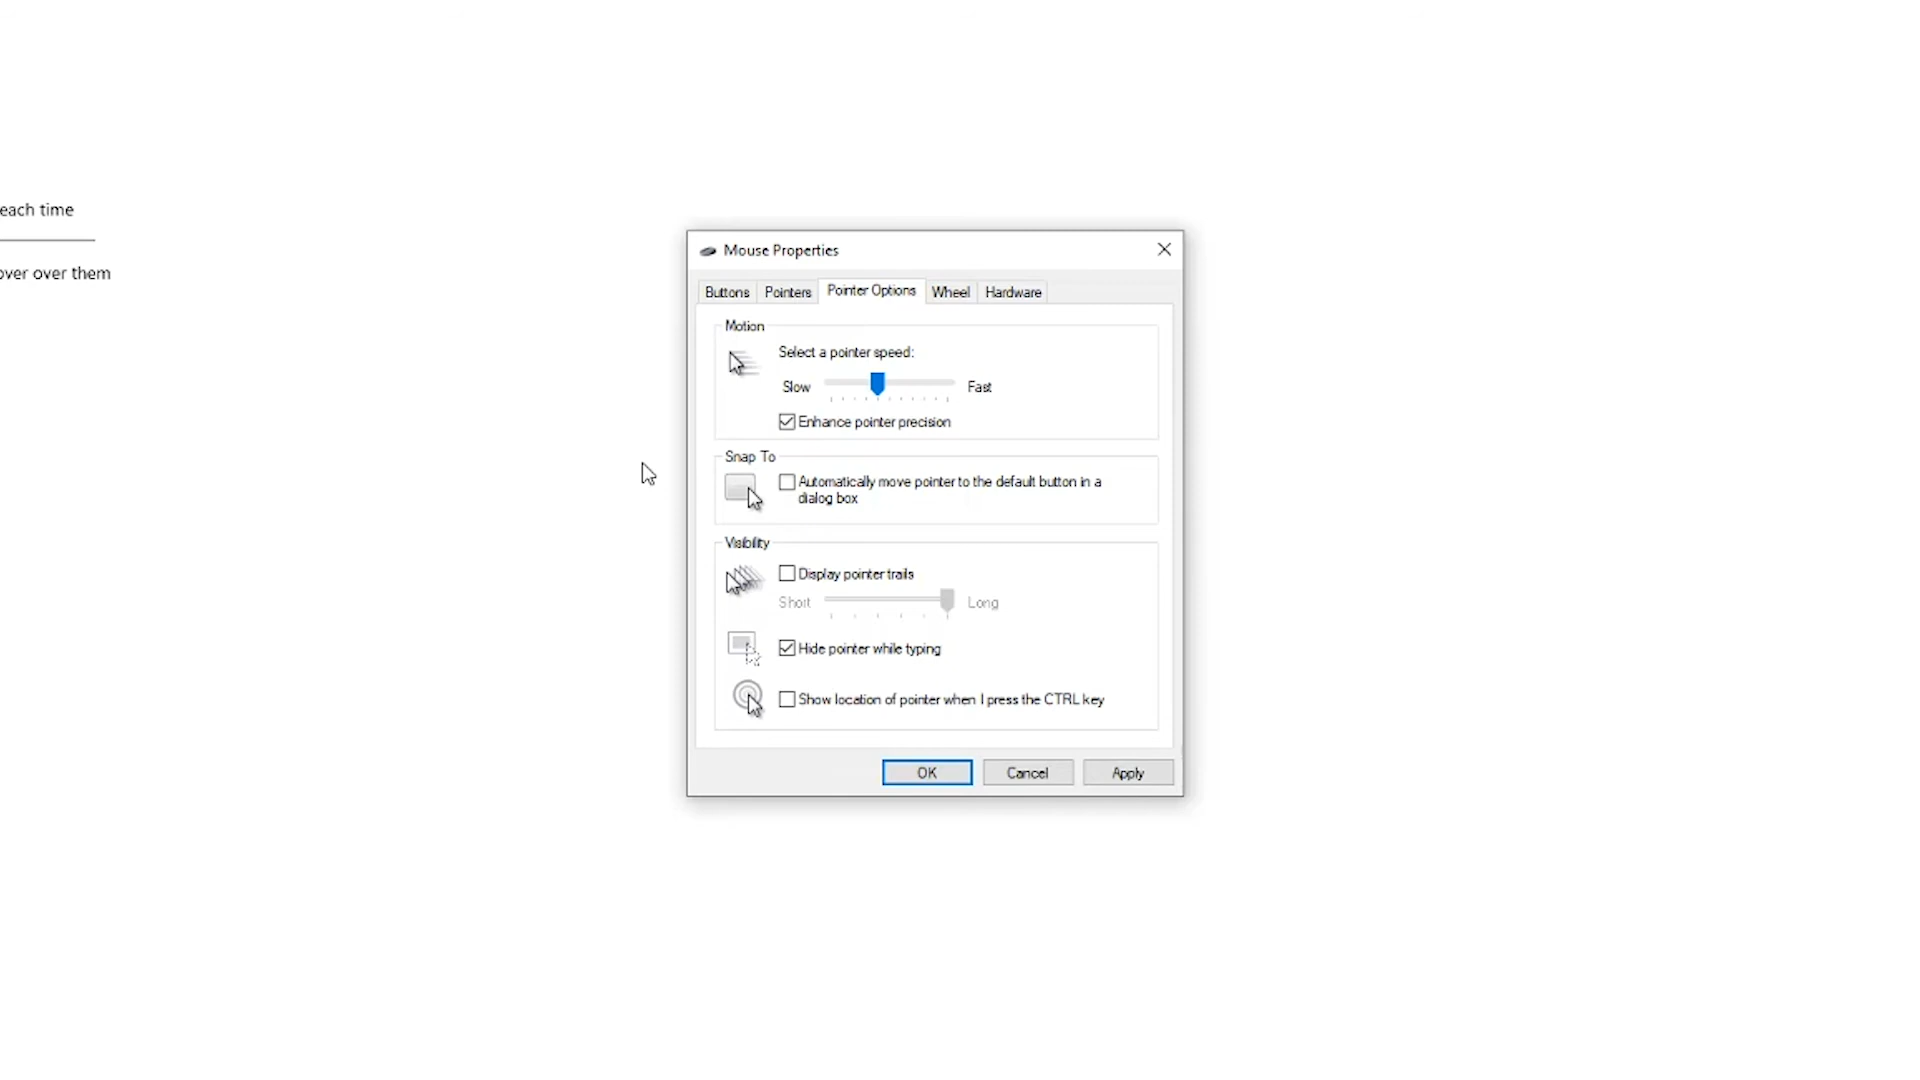 each time
over them
Mouse Properties
Buttons Pointers Pointer Options Wheel Hardware
Motion
Select a pointer speed:
Slow Fast
Enhance pointer precision
Snap To
Automatically move pointer to the default button in a
dialog box
Visibility
Display pointer trails
Short Long
Hide pointer while typing
Show location of pointer when I press the CTRL key
OK Cancel Apply